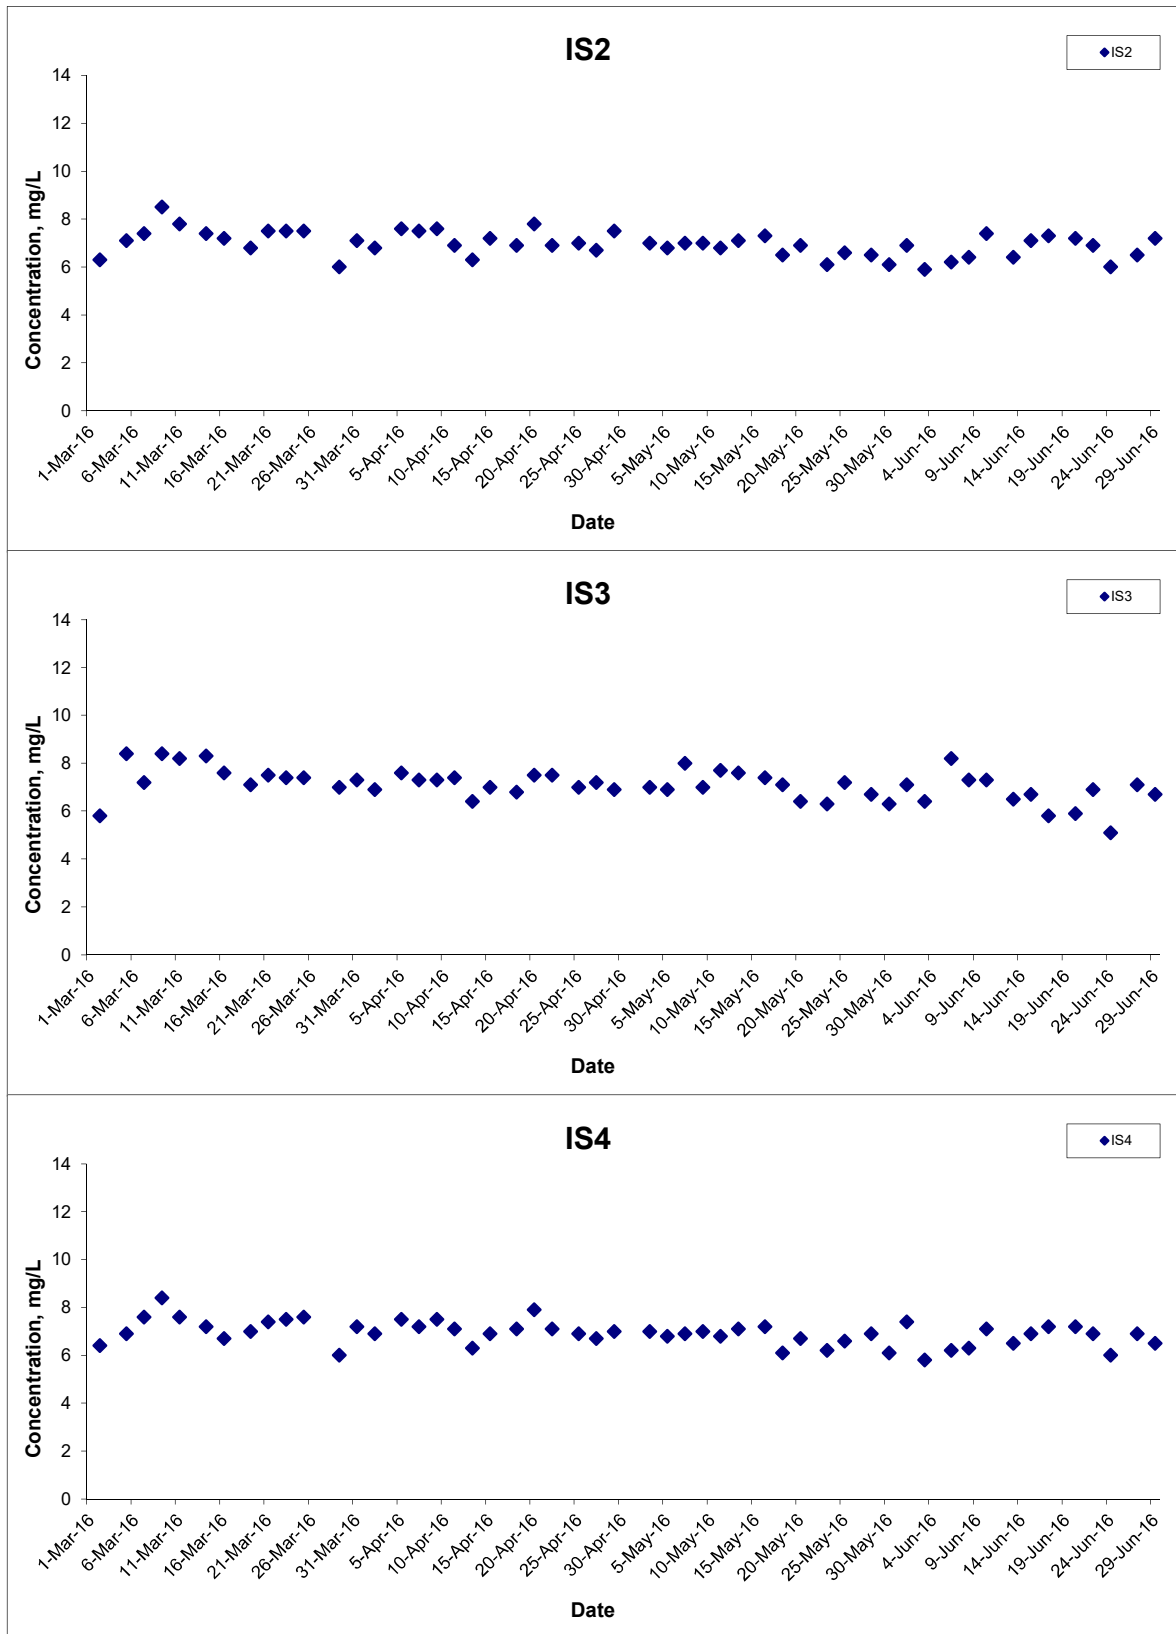 IS2
IS2
14
12
10
8
6
4
2
0
Concentration, mg/L
1-Mar-16
6-Mar-16
11-Mar-16
16-Mar-16
21-Mar-16
26-Mar-16
31-Mar-16
5-Apr-16
10-Apr-16
15-Apr-16
20-Apr-16
25-Apr-16
30-Apr-16
5-May-16
10-May-16
15-May-16
20-May-16
25-May-16
30-May-16
4-Jun-16
9-Jun-16
14-Jun-16
19-Jun-16
24-Jun-16
29-Jun-16
Date
IS3
IS3
14
12
10
8
6
4
2
0
Concentration, mg/L
1-Mar-16
6-Mar-16
11-Mar-16
16-Mar-16
21-Mar-16
26-Mar-16
31-Mar-16
5-Apr-16
10-Apr-16
15-Apr-16
20-Apr-16
25-Apr-16
30-Apr-16
5-May-16
10-May-16
15-May-16
20-May-16
25-May-16
30-May-16
4-Jun-16
9-Jun-16
14-Jun-16
19-Jun-16
24-Jun-16
29-Jun-16
Date
IS4
IS4
14
12
10
8
6
4
2
0
Concentration, mg/L
1-Mar-16
6-Mar-16
11-Mar-16
16-Mar-16
21-Mar-16
26-Mar-16
31-Mar-16
5-Apr-16
10-Apr-16
15-Apr-16
20-Apr-16
25-Apr-16
30-Apr-16
5-May-16
10-May-16
15-May-16
20-May-16
25-May-16
30-May-16
4-Jun-16
9-Jun-16
14-Jun-16
19-Jun-16
24-Jun-16
29-Jun-16
Date